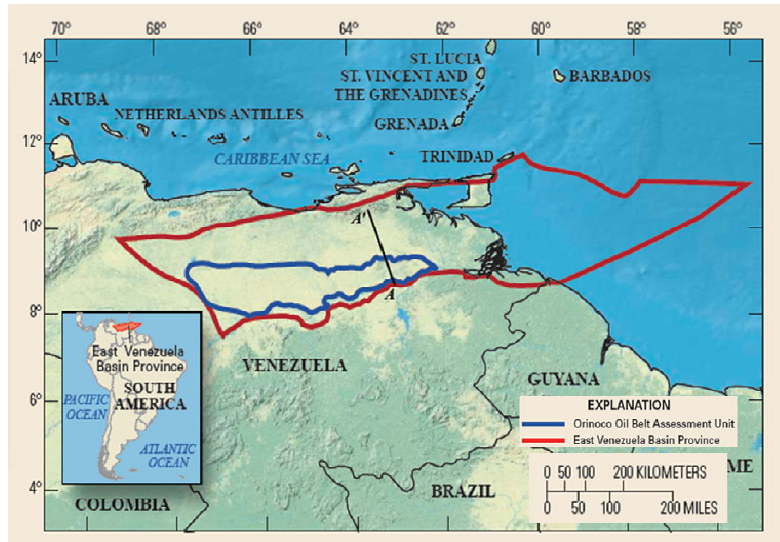 70° 68° 66° 64° 62° 60° 58° 56°
14°
ST. LUCIA
ST. VINCENT AND
THE GRENADINES
BARBADOS
ARUBA
NETHERLANDS ANTILLES
GRENADA
12°
CARIBBEAN SEA
TRINIDAD
10°
A'
A
8°
East Venezuela
Basin Province
VENEZUELA
SOUTH
AMERICA
PACIFIC
OCEAN
GUYANA
6°
EXPLANATION
Orinoco Oil Belt Assessment Unit
East Venezuela Basin Province
ATLANTIC
OCEAN
0 50 100 200 KILOMETERS
0 50 100 200 MILES
ME
4°
COLOMBIA
BRAZIL